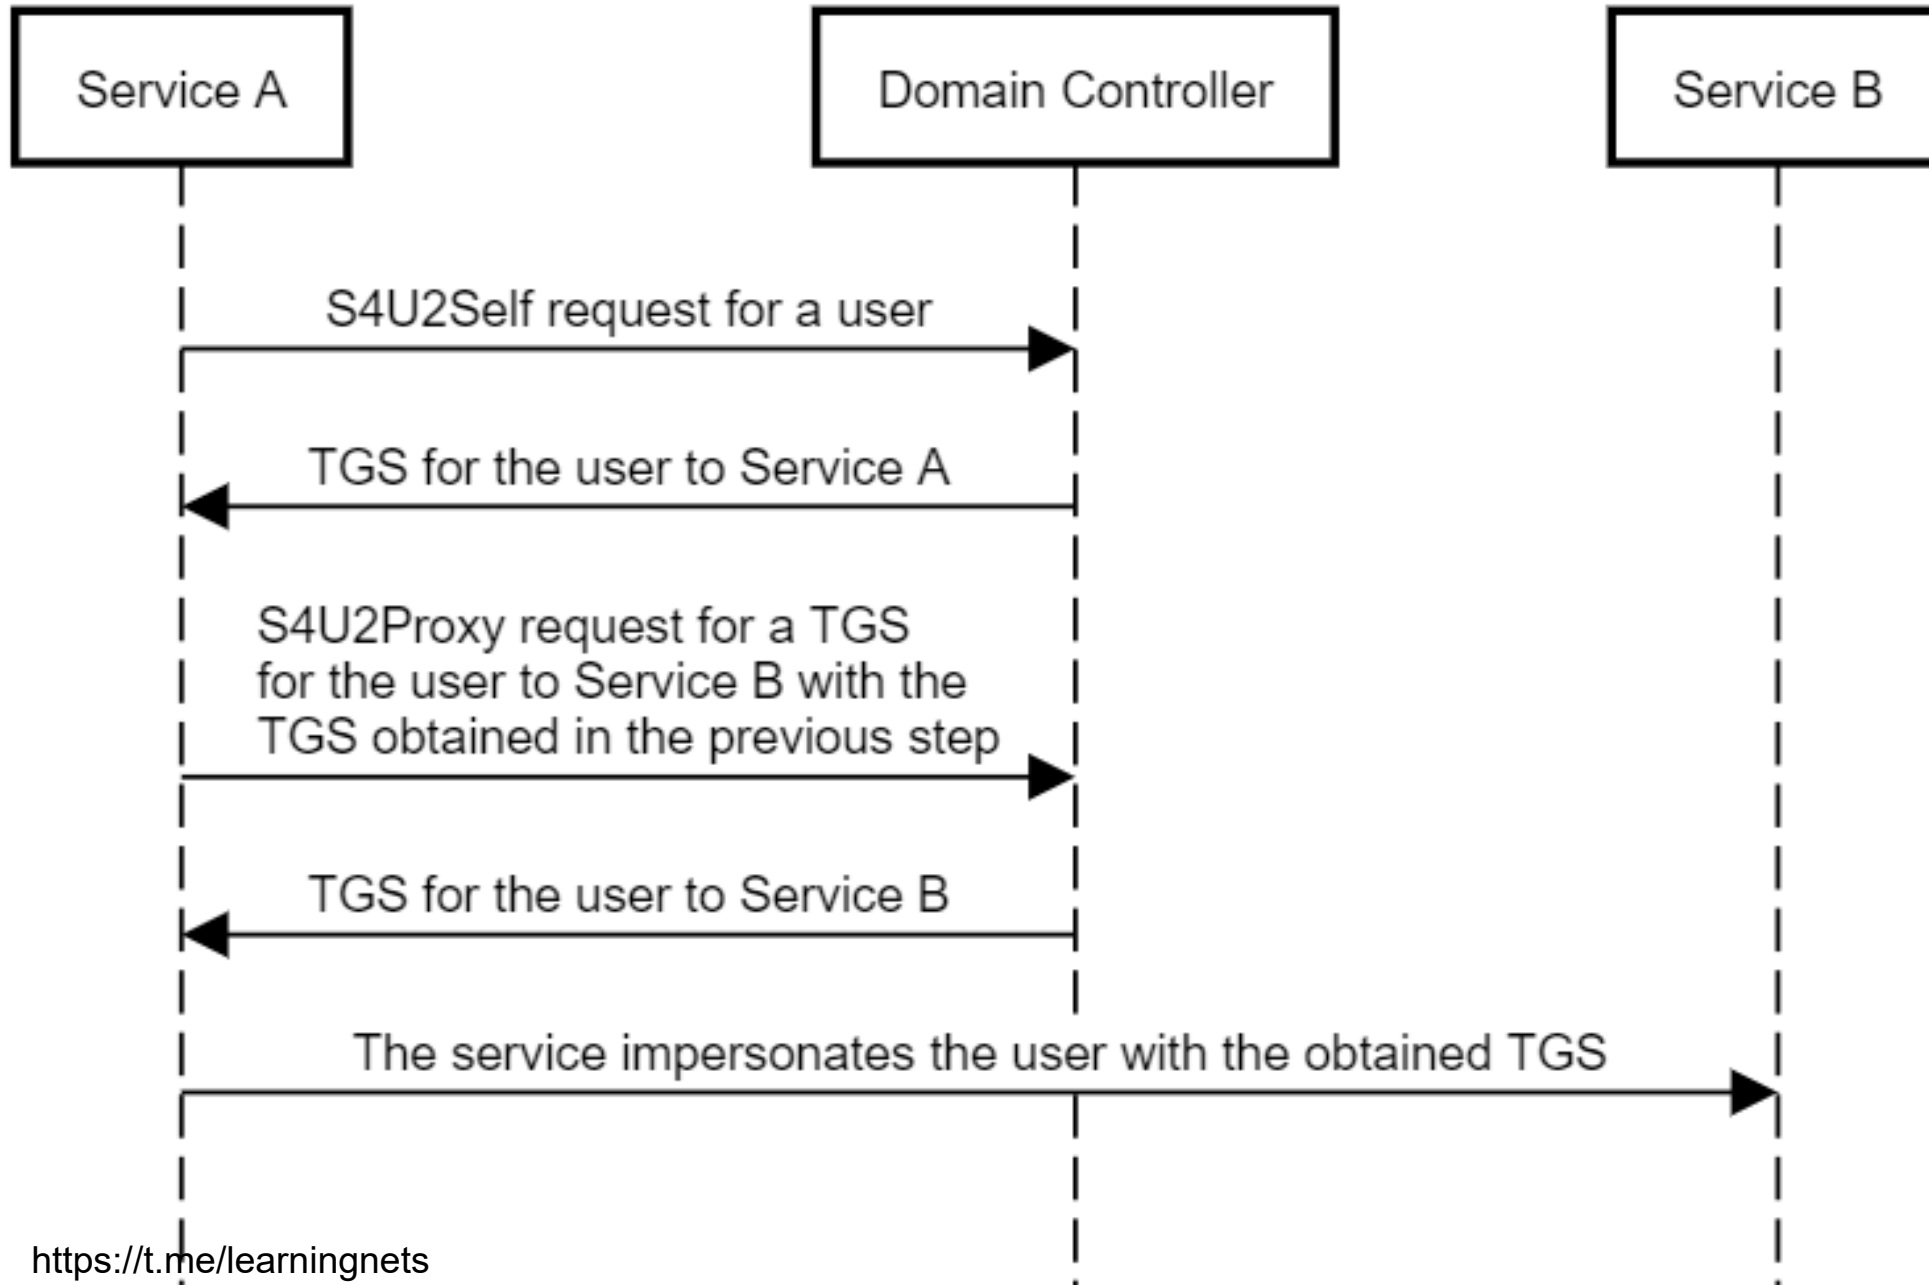 Service A
Domain Controller
Service B
S4U2Self request for a user
TGS for the user to Service A
S4U2Proxy request for a TGS
for the user to Service B with the
TGS obtained in the previous step
TGS for the user to Service B
The service impersonates the user with the obtained TGS
https://t.me/learningnets